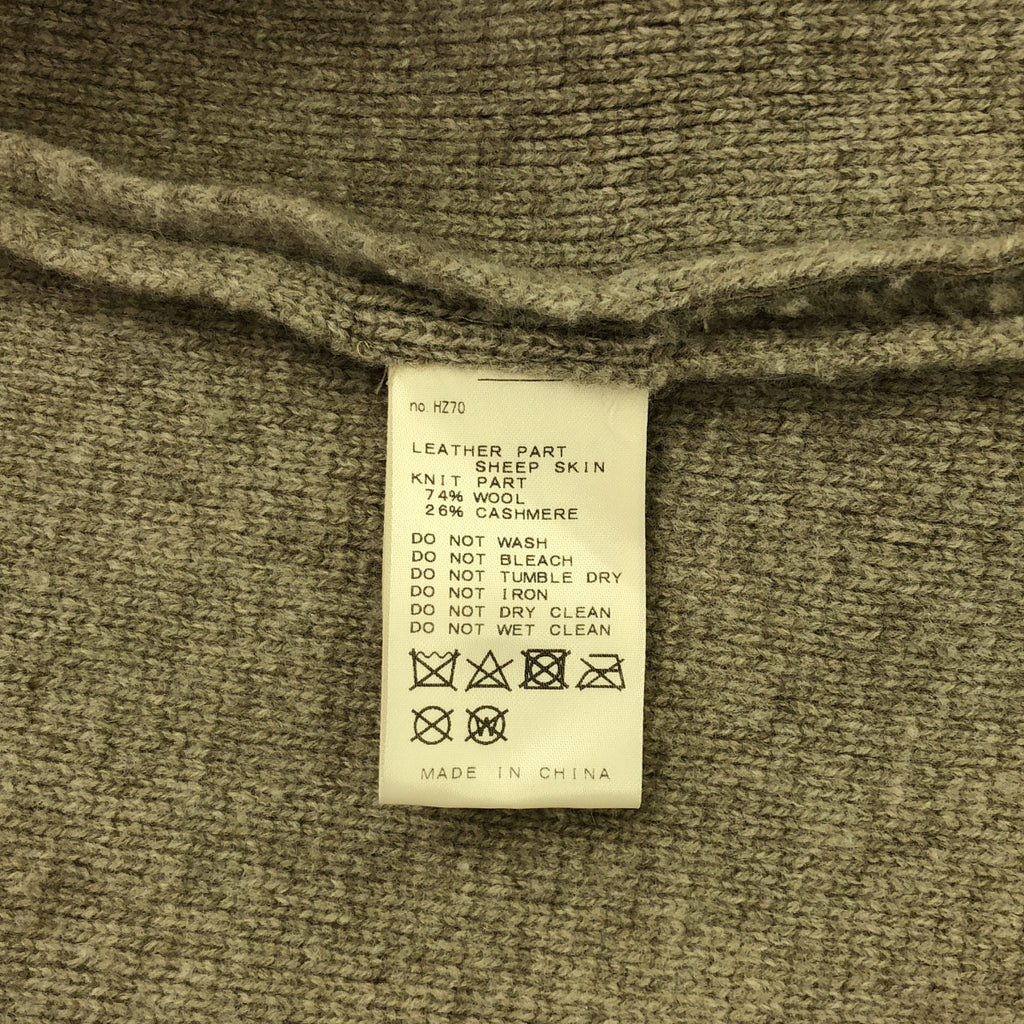 no. HZ70
LEATHER PART
SHEEP SKIN
KNIT PART
74% WOOL
26% CASHMERE
DO NOT WASH
DO NOT BLEACH
DO NOT TUMBLE DRY
DO NOT IRON
DO NOT DRY CLEAN
DO NOT WET CLEAN
W
MADE IN CHINA